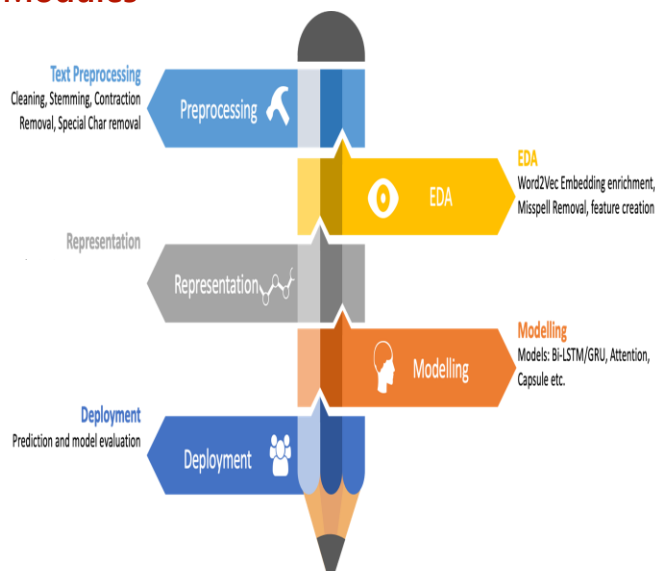 Modules
Text Preprocessing
Cleaning, Stemming, Contraction
Removal, Special Char removal
Preprocessing
EDA
EDA
Word2Vec Embedding enrichment,
Misspell Removal, feature creation
Representation
Representation
Modelling
Modelling
Models: Bi-LSTM/GRU, Attention,
Capsule etc.
Deployment
Prediction and model evaluation
Deployment